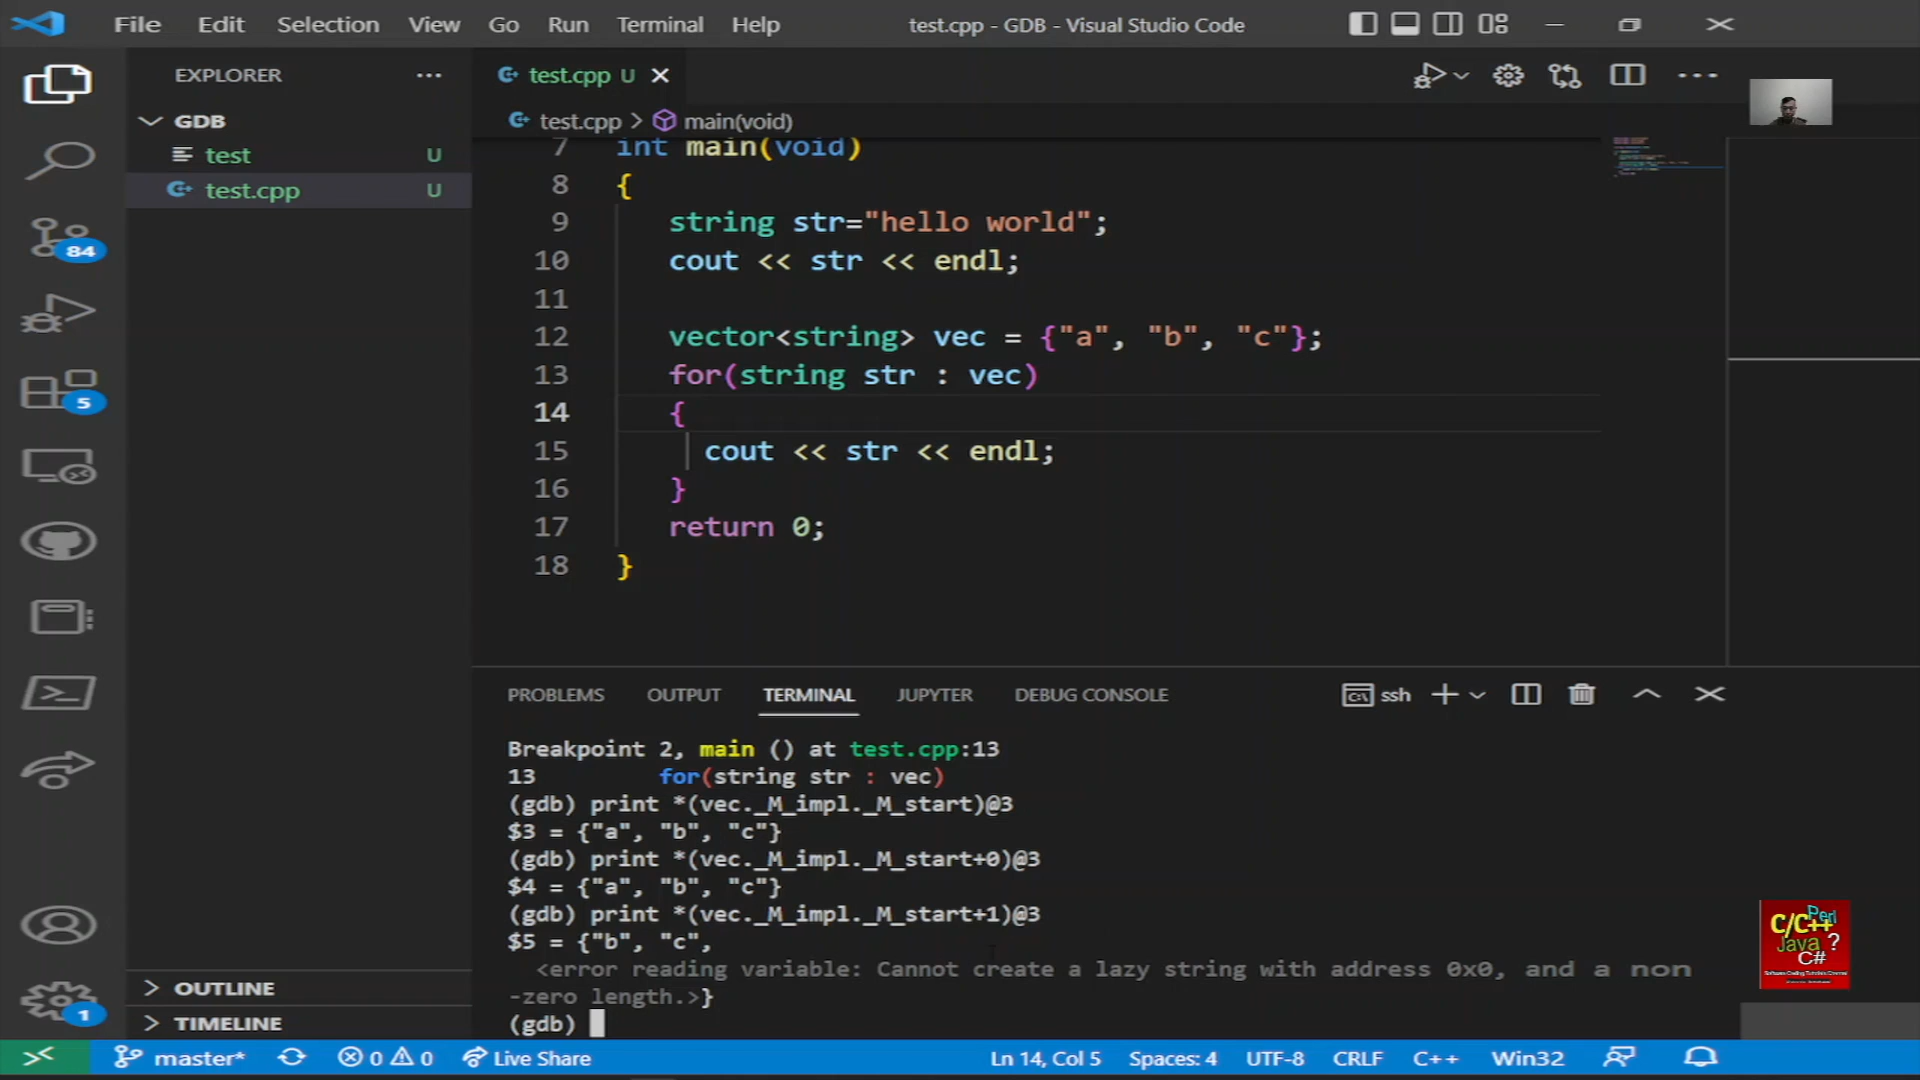 File Edit Selection View Go Run Terminal Help test.cpp - GDB - Visual Studio Code
EXPLORER ···
GDB
test U
test.cpp U
84
5
1
OUTLINE
TIMELINE
test.cpp U
test.cpp > main(void)
7 int main(void)
8 {
9 string str="hello world";
10 cout << str << endl;
11
12 vector<string> vec = {"a", "b", "c"};
13 for(string str : vec)
14 {
15 cout << str << endl;
16 }
17 return 0;
18 }
PROBLEMS OUTPUT TERMINAL JUPYTER DEBUG CONSOLE ssh
Breakpoint 2, main () at test.cpp:13
13 for(string str : vec)
(gdb) print *(vec._M_impl._M_start)@3
$3 = {"a", "b", "c"}
(gdb) print *(vec._M_impl._M_start+0)@3
$4 = {"a", "b", "c"}
(gdb) print *(vec._M_impl._M_start+1)@3
$5 = {"b", "c",
<error reading variable: Cannot create a lazy string with address 0x0, and a non
-zero length.>}
(gdb)
C/C++ Perl
Java ?
C#
master* 0 0 Live Share Ln 14, Col 5 Spaces: 4 UTF-8 CRLF C++ Win32